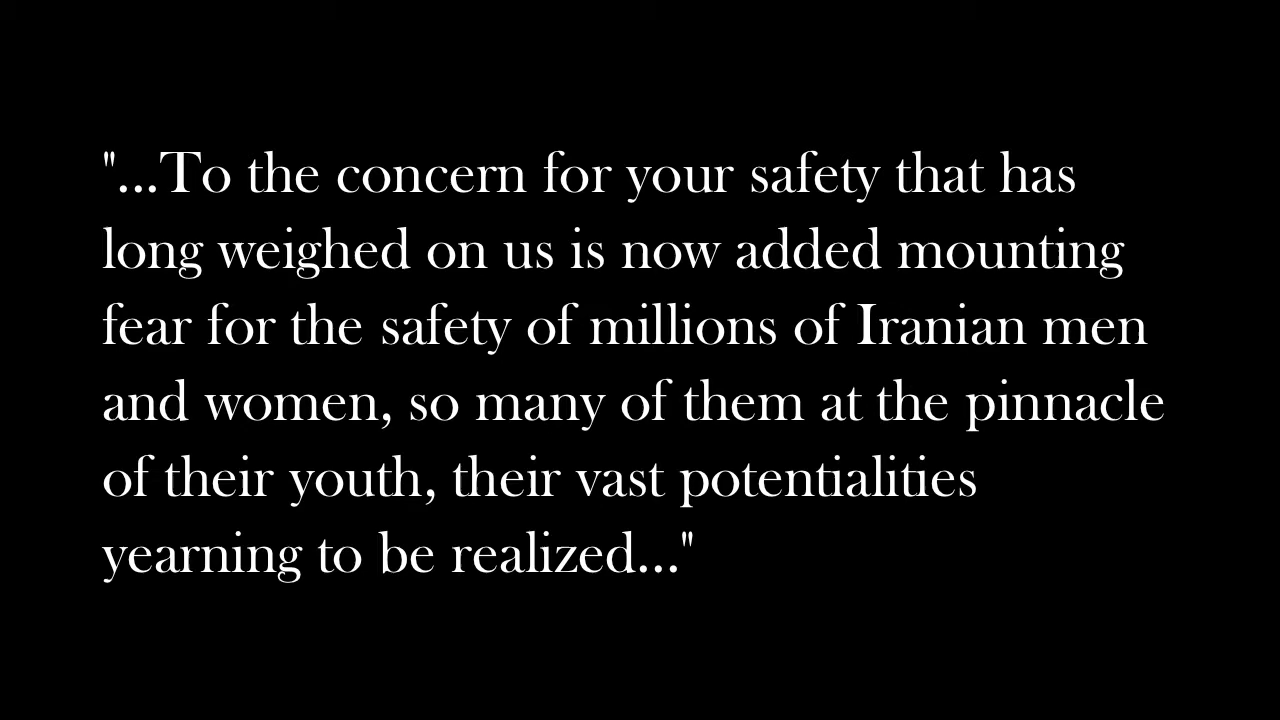 "...To the concern for your safety that has
long weighed on us is now added mounting
fear for the safety of millions of Iranian men
and women, so many of them at the pinnacle
of their youth, their vast potentialities
yearning to be realized..."